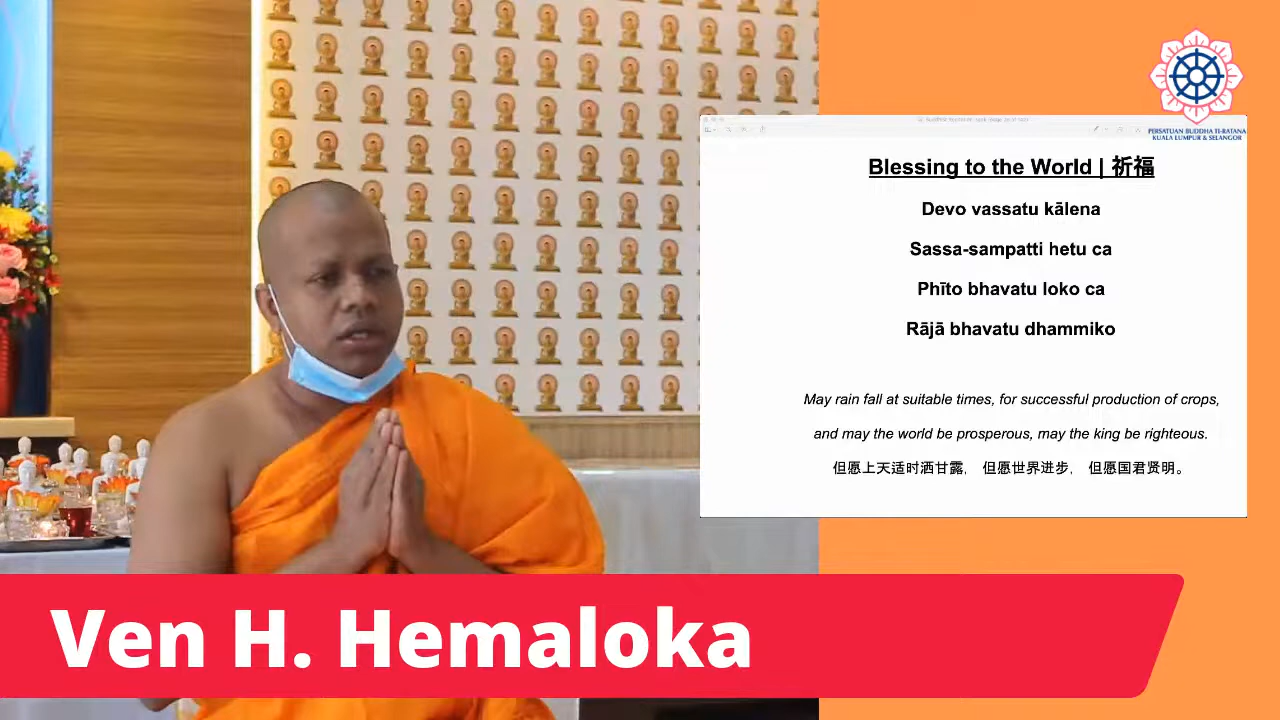 PERSATUAN BUDDHA TI-RATANA
KUALA LUMPUR & SELANGOR
Blessing to the World | 祈福
Devo vassatu kālena
Sassa-sampatti hetu ca
Phīto bhavatu loko ca
Rājā bhavatu dhammiko
May rain fall at suitable times, for successful production of crops,
and may the world be prosperous, may the king be righteous.
但愿上天适时洒甘露, 但愿世界进步, 但愿国君贤明。
Ven H. Hemaloka